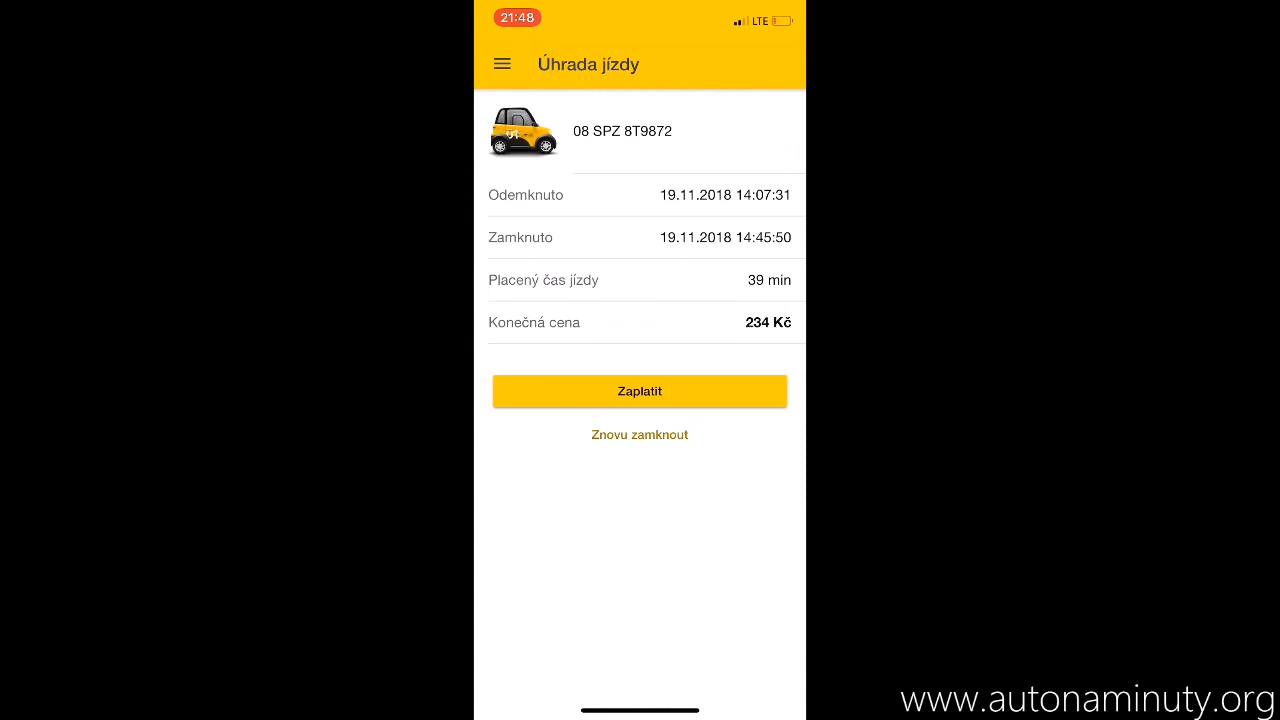 21:48
LTE
Úhrada jízdy
08 SPZ 8T9872
Odemknuto 19.11.2018 14:07:31
Zamknuto 19.11.2018 14:45:50
Placený čas jízdy 39 min
Konečná cena 234 Kč
Zaplatit
Znovu zamknout
www.autonaminuty.org